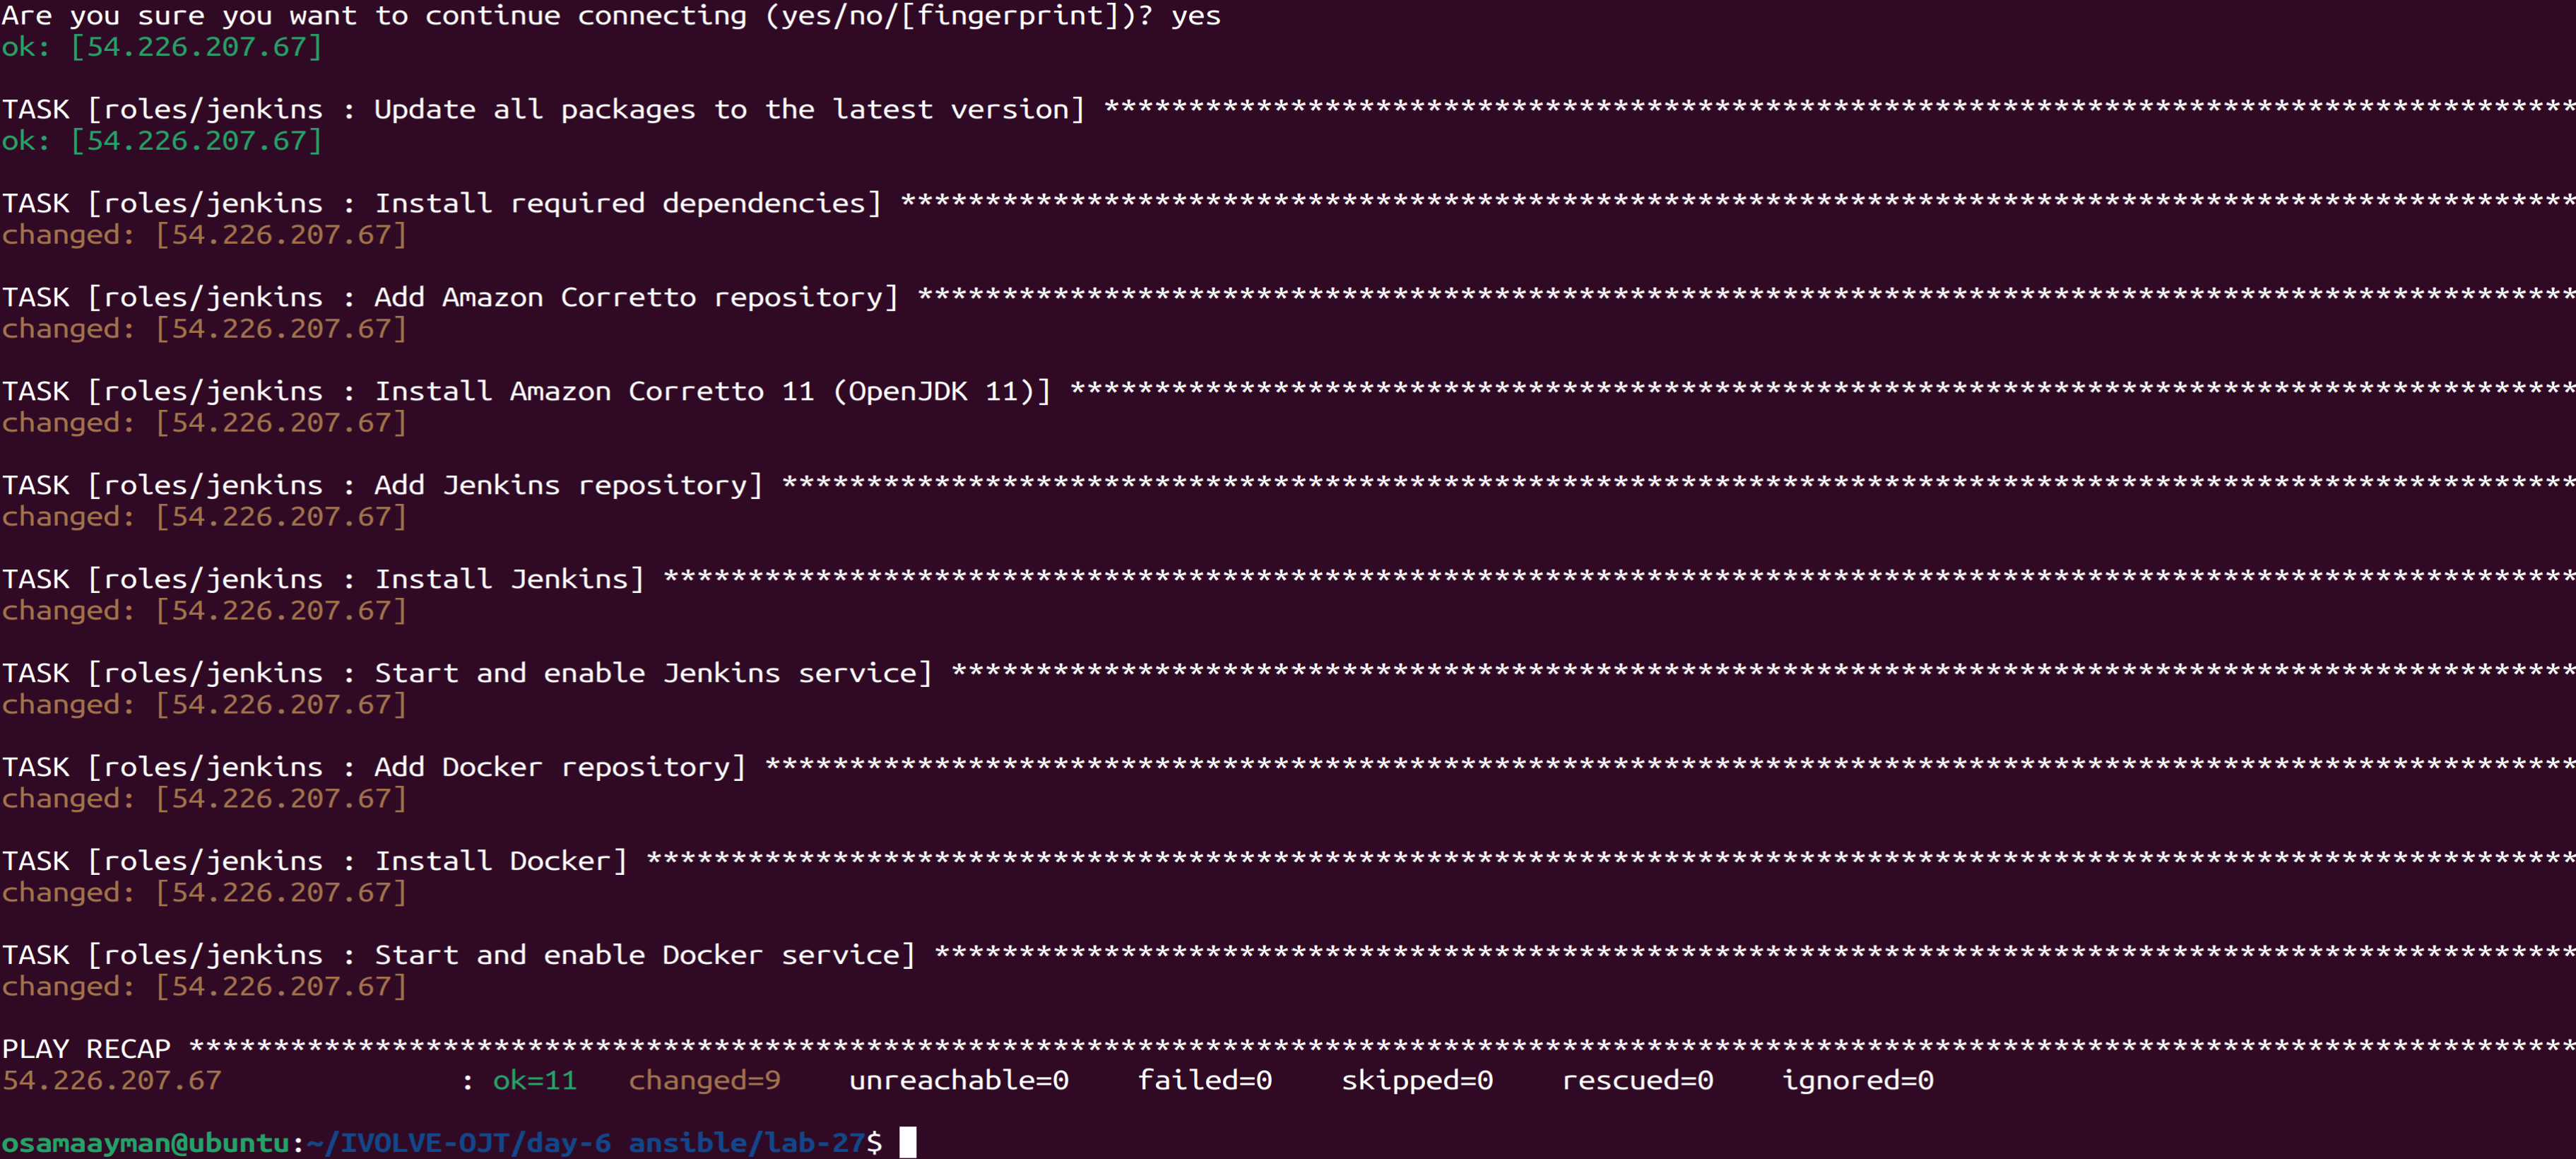 Are you sure you want to continue connecting (yes/no/[fingerprint])? yes
ok: [54.226.207.67]
TASK [roles/jenkins : Update all packages to the latest version] ***************************************************************************************
ok: [54.226.207.67]
TASK [roles/jenkins : Install required dependencies] ***************************************************************************************************
changed: [54.226.207.67]
TASK [roles/jenkins : Add Amazon Corretto repository] **************************************************************************************************
changed: [54.226.207.67]
TASK [roles/jenkins : Install Amazon Corretto 11 (OpenJDK 11)] *****************************************************************************************
changed: [54.226.207.67]
TASK [roles/jenkins : Add Jenkins repository] **********************************************************************************************************
changed: [54.226.207.67]
TASK [roles/jenkins : Install Jenkins] *****************************************************************************************************************
changed: [54.226.207.67]
TASK [roles/jenkins : Start and enable Jenkins service] ************************************************************************************************
changed: [54.226.207.67]
TASK [roles/jenkins : Add Docker repository] ***********************************************************************************************************
changed: [54.226.207.67]
TASK [roles/jenkins : Install Docker] ******************************************************************************************************************
changed: [54.226.207.67]
TASK [roles/jenkins : Start and enable Docker service] *************************************************************************************************
changed: [54.226.207.67]
PLAY RECAP *********************************************************************************************************************************************
54.226.207.67              : ok=11   changed=9    unreachable=0    failed=0    skipped=0    rescued=0    ignored=0
osamaayman@ubuntu:~/IVOLVE-OJT/day-6 ansible/lab-27$